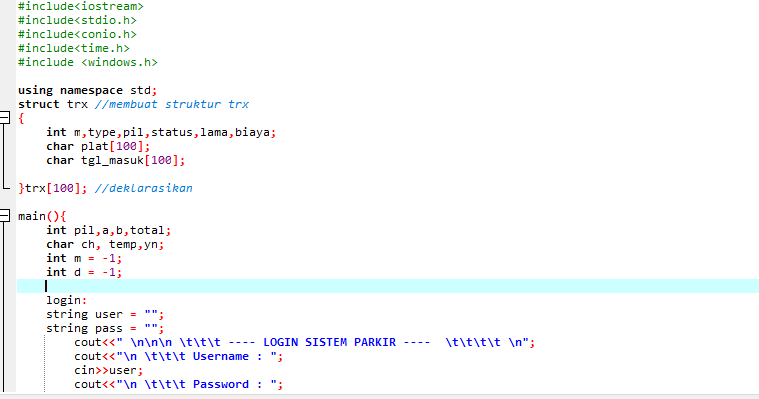 #include<iostream>
#include<stdio.h>
#include<conio.h>
#include<time.h>
#include <windows.h>
using namespace std;
struct trx //membuat struktur trx
{
int m,type,pil,status,lama,biaya;
char plat[100];
char tgl_masuk[100];
}trx[100]; //deklarasikan
main(){
int pil,a,b,total;
char ch, temp,yn;
int m = -1;
int d = -1;
login:
string user = "";
string pass = "";
cout<<" \n\n\n \t\t\t ---- LOGIN SISTEM PARKIR ----  \t\t\t\t \n";
cout<<"\n \t\t\t Username : ";
cin>>user;
cout<<"\n \t\t\t Password : ";